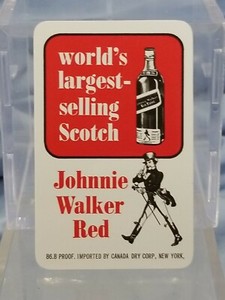 world's
largest-
selling
Scotch
Johnnie
Walker
Red
86.8 PROOF. IMPORTED BY CANADA DRY CORP., NEW YORK,